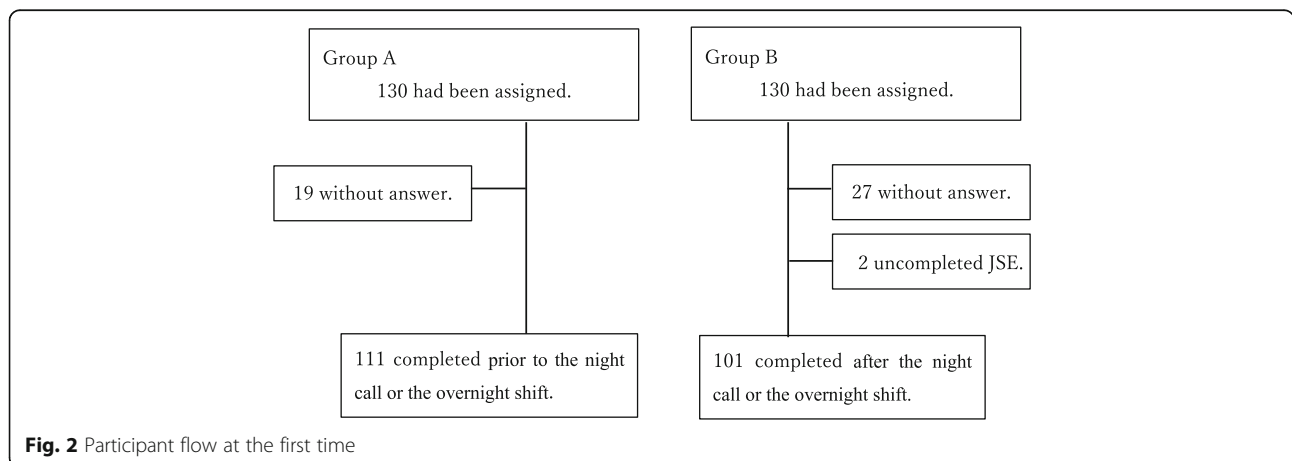 Group A
130 had been assigned.
19 without answer.
111 completed prior to the night
call or the overnight shift.
Group B
130 had been assigned.
27 without answer.
2 uncompleted JSE.
101 completed after the night
call or the overnight shift.
Fig. 2 Participant flow at the first time